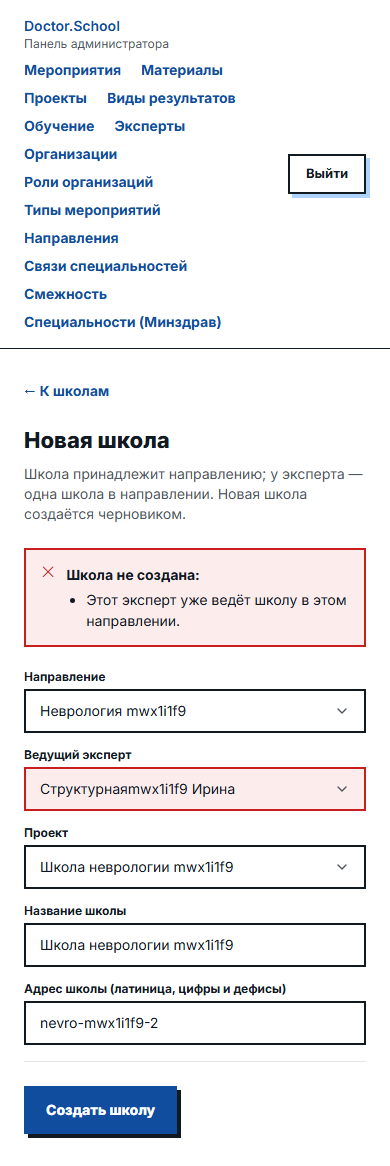 Doctor.School
Панель администратора
Мероприятия Материалы
Проекты Виды результатов
Обучение Эксперты
Организации
Роли организаций
Типы мероприятий
Направления
Связи специальностей
Смежность
Специальности (Минздрав)
Выйти
← К школам
Новая школа
Школа принадлежит направлению; у эксперта —
одна школа в направлении. Новая школа
создаётся черновиком.
Школа не создана:
• Этот эксперт уже ведёт школу в этом
направлении.
Направление
Неврология mwx1i1f9
Ведущий эксперт
Структурнаяmwx1i1f9 Ирина
Проект
Школа неврологии mwx1i1f9
Название школы
Школа неврологии mwx1i1f9
Адрес школы (латиница, цифры и дефисы)
nevro-mwx1i1f9-2
Создать школу